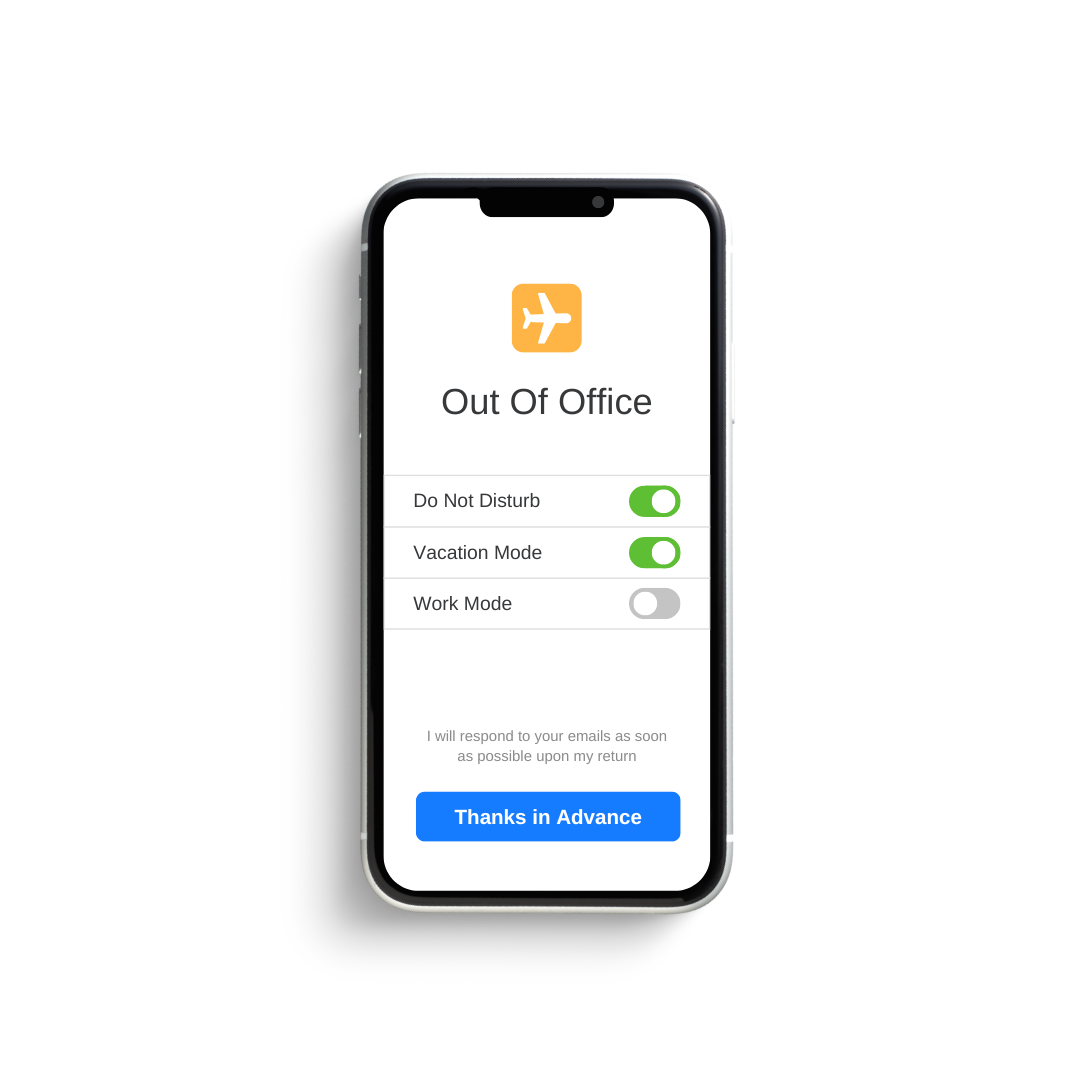 Out Of Office
Do Not Disturb
Vacation Mode
Work Mode
I will respond to your emails as soon
as possible upon my return
Thanks in Advance